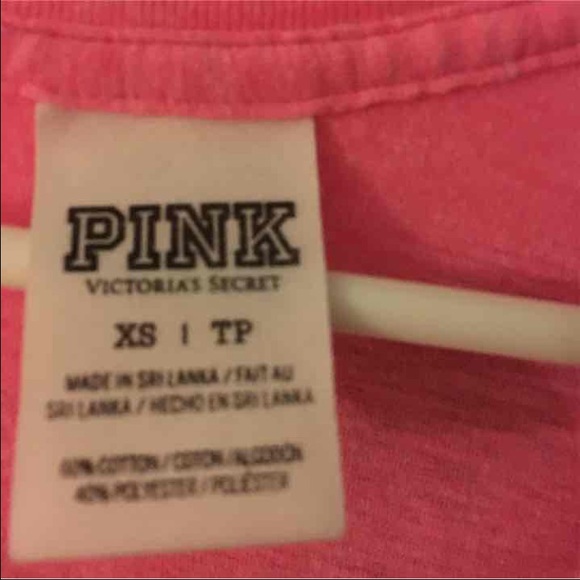 PINK
VICTORIA'S SECRET
XS | TP
MADE IN SRI LANKA / FAIT AU
SRI LANKA / HECHO EN SRI LANKA
60% COTTON / COTON / ALGODÓN
40% POLYESTER / POLIÉSTER